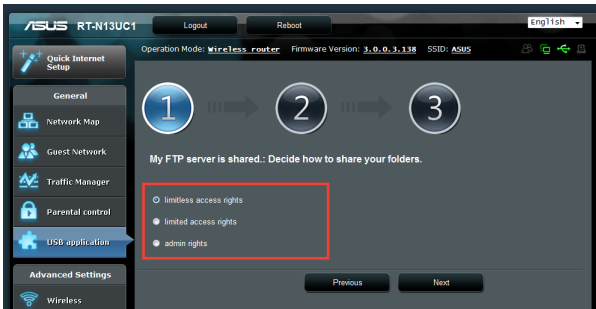 ASUS RT-N13UC1 Logout Reboot English
Operation Mode: Wireless router Firmware Version: 3.0.0.3.138 SSID: ASUS
Quick Internet
Setup
General
Network Map
Guest Network
Traffic Manager
Parental control
USB application
Advanced Settings
Wireless
1 2 3
My FTP server is shared.: Decide how to share your folders.
limitless access rights
limited access rights
admin rights
Previous Next